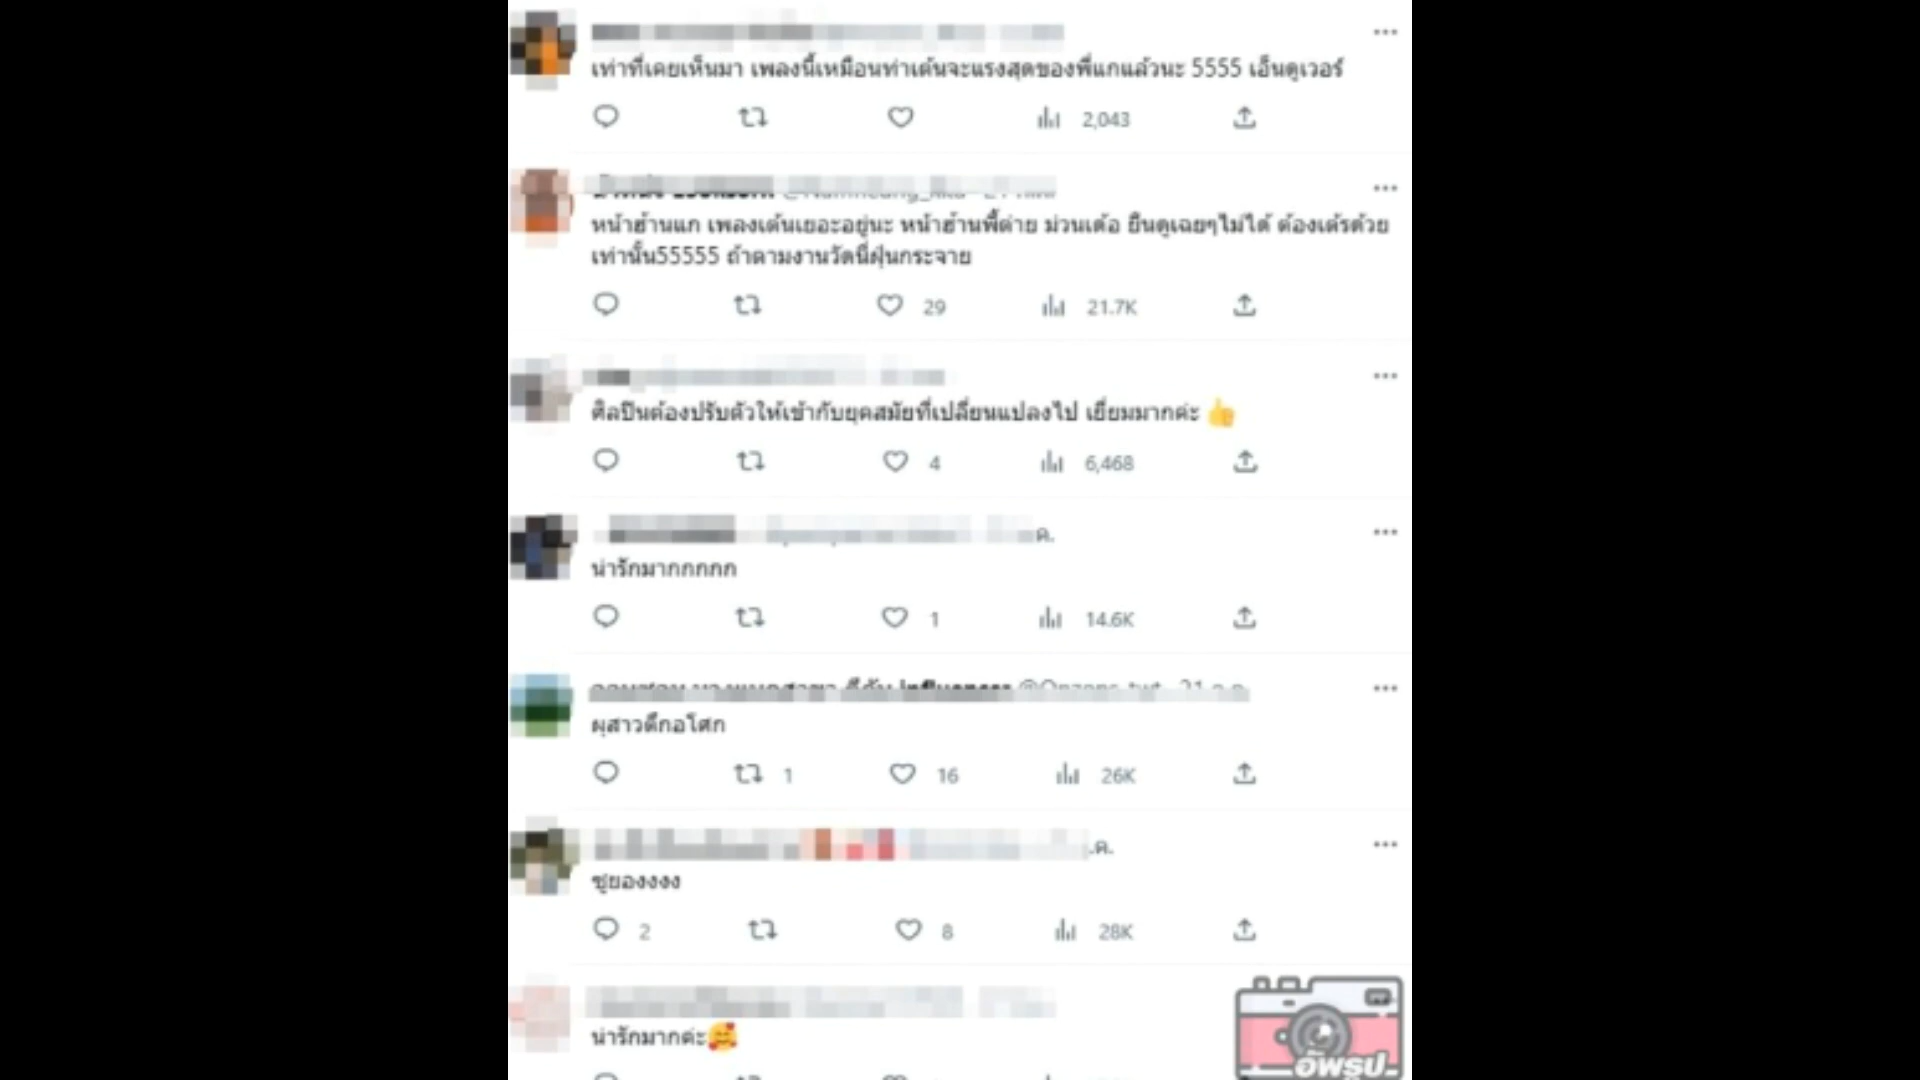 เท่าที่เคยเห็นมา เพลงนี้เหมือนท่าเต้นจะแรงสุดของพี่แกแล้วนะ 5555 เอ็นดูเวอร์
2,043
หน้าฮ้านแก เพลงเต้นเยอะอยู่นะ หน้าฮ้านพี้ต่าย ม่วนเด้อ ยืนดูเฉยๆไม่ได้ ต้องเด้รด้วย
เท่านั้น55555 ถ้าตามงานวัดนี่ฝุ่นกระจาย
29 21.7K
ศิลปินต้องปรับตัวให้เข้ากับยุคสมัยที่เปลี่ยนแปลงไป เยี่ยมมากค่ะ 👍
4 6,468
ค.
น่ารักมากกกกก
1 14.6K
ผุสาวตึกอโศก
1 16 26K
.ค.
ชูยองงงง
2 8 28K
น่ารักมากค่ะ🥰
อัพรูป